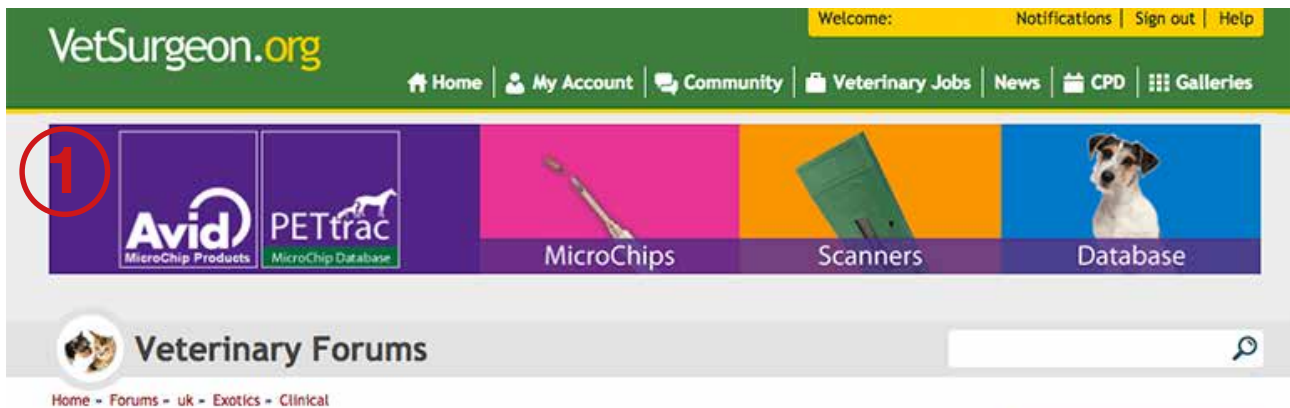 Welcome:
Notifications | Sign out | Help
VetSurgeon.org
Home | My Account | Community | Veterinary Jobs | News | CPD | Galleries
1
Avid
MicroChip Products
PETtrac
MicroChip Database
MicroChips
Scanners
Database
Veterinary Forums
Home - Forums - uk - Exotics - Clinical